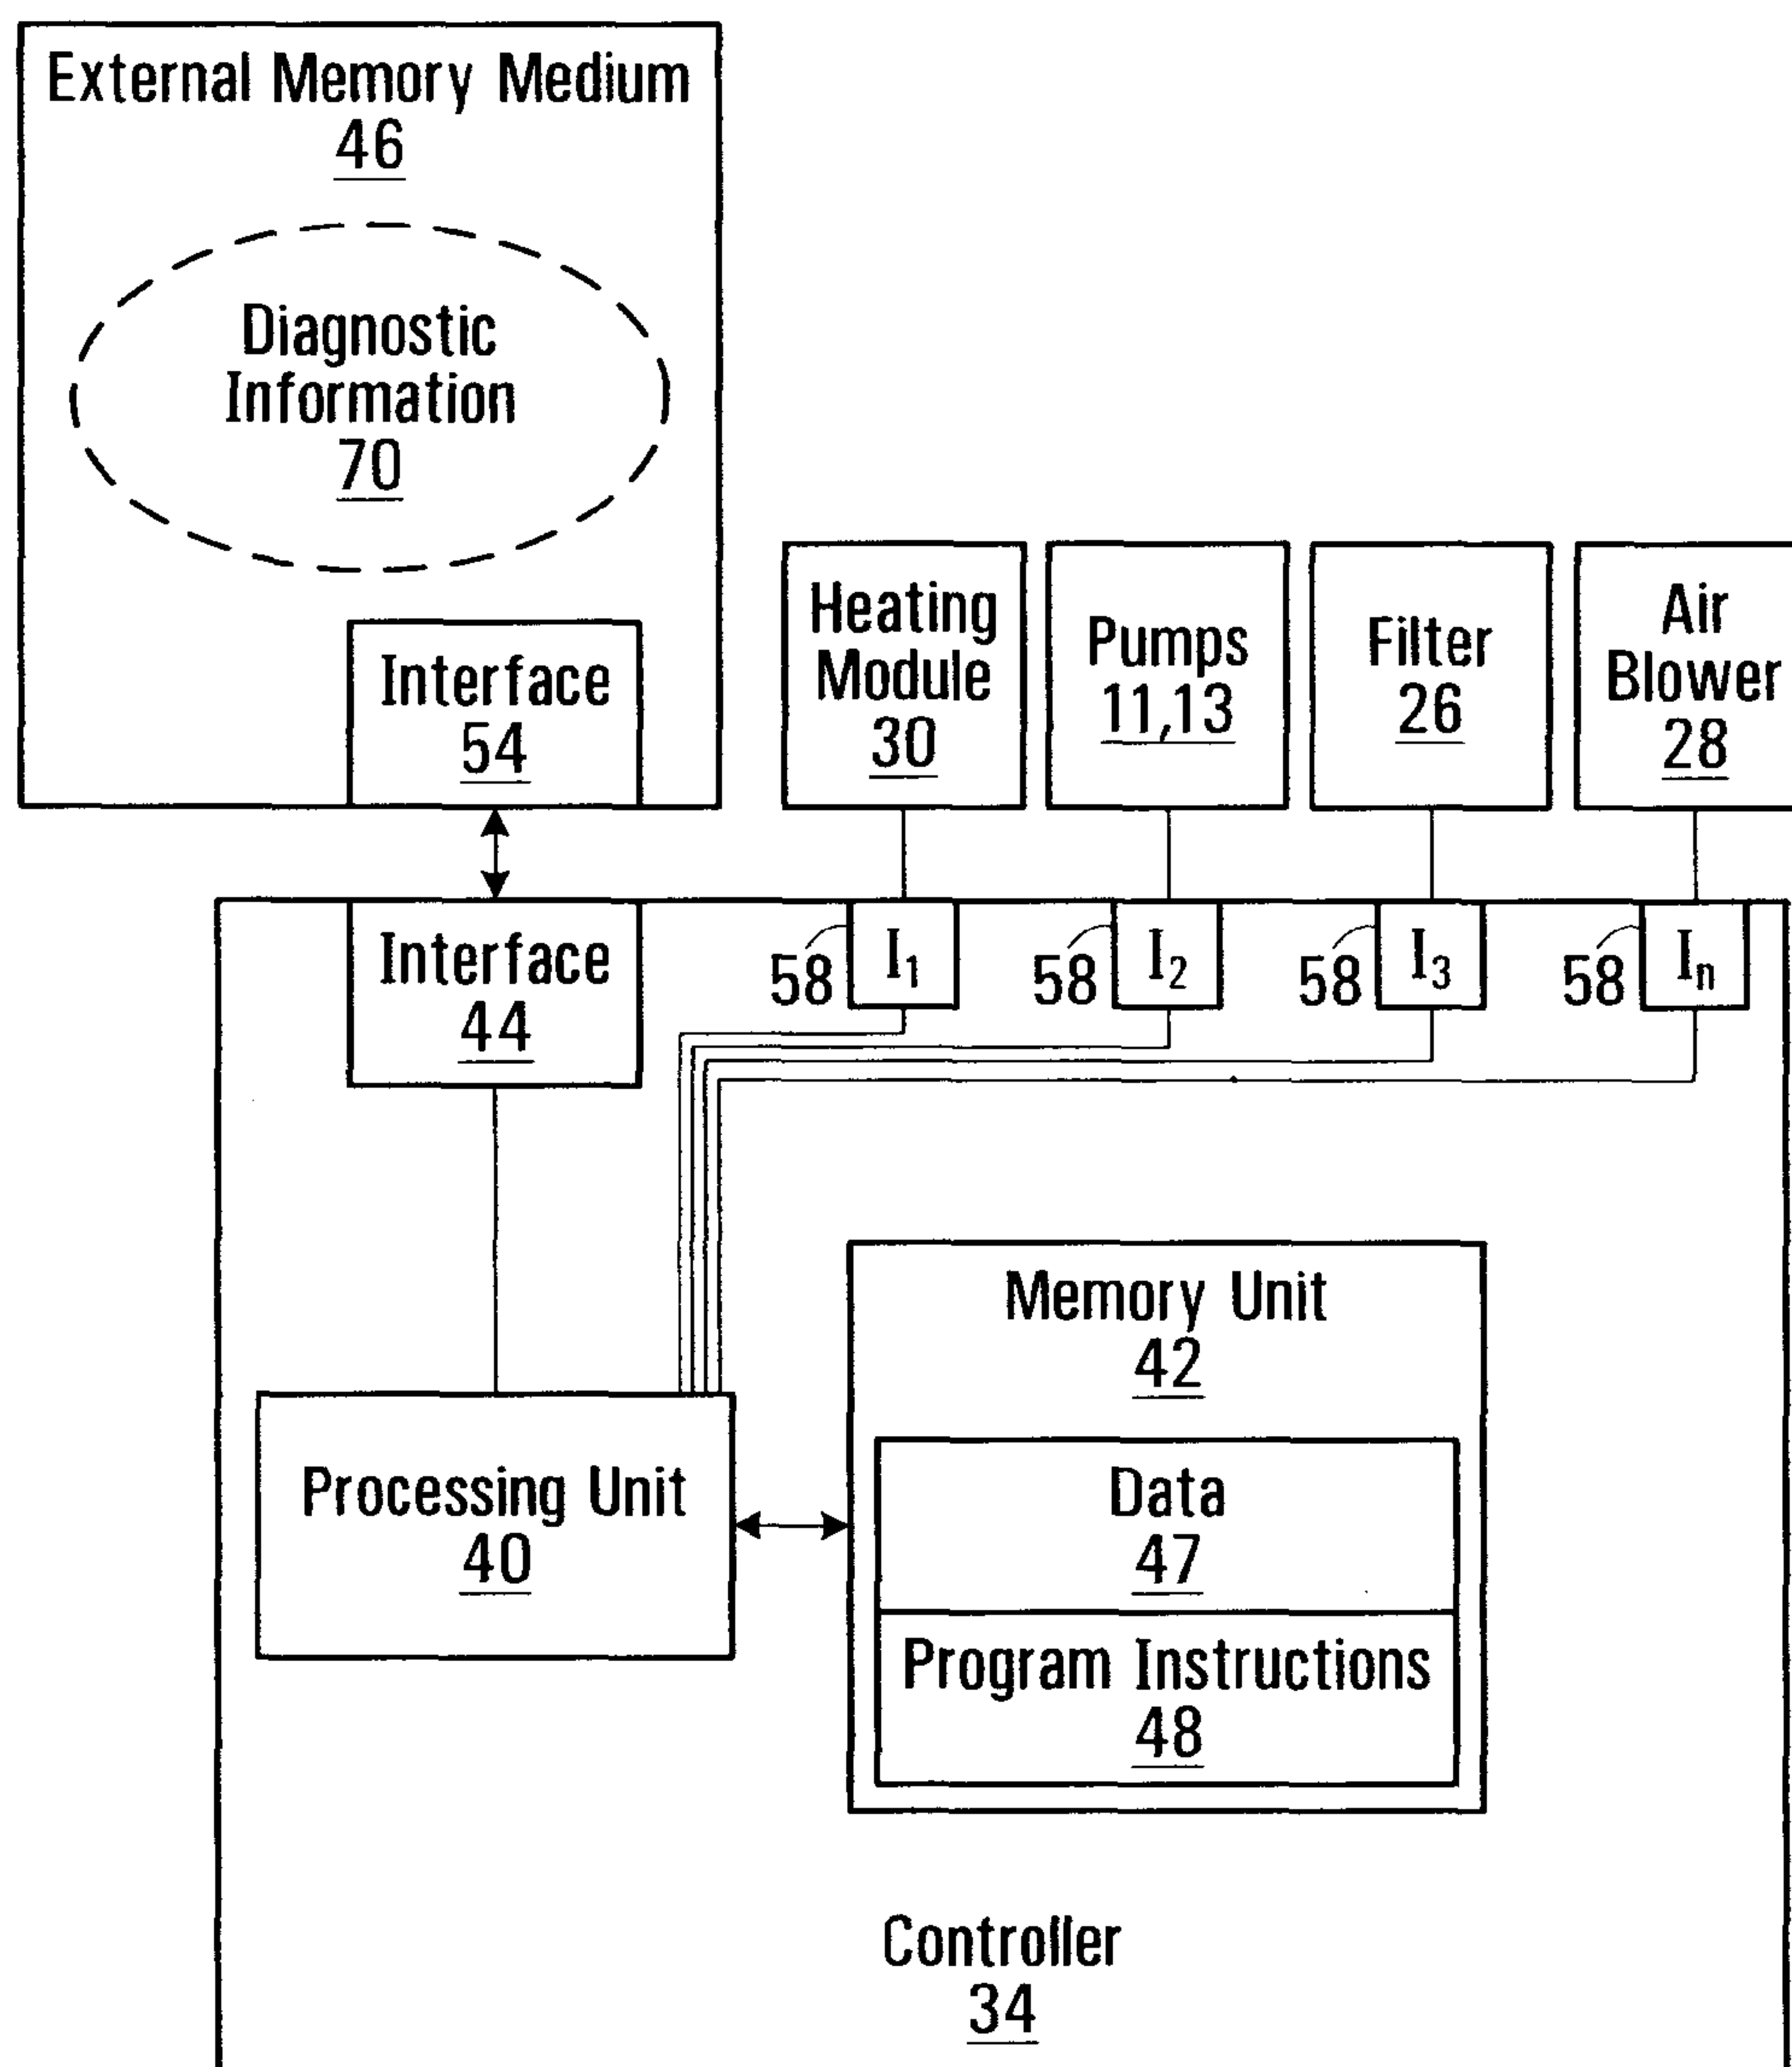 External Memory Medium
46
Diagnostic
Information
70
Interface
54
Heating
Module
30
Pumps
11,13
Filter
26
Air
Blower
28
Interface
44
58
I₁
58
I₂
58
I₃
58
Iₙ
Memory Unit
42
Processing Unit
40
Data
47
Program Instructions
48
Controller
34